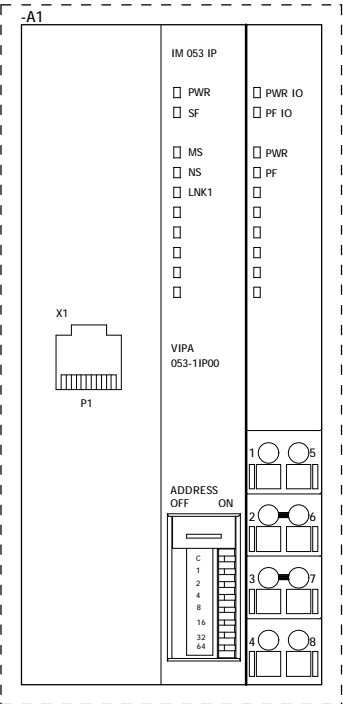 -A1
IM 053 IP
PWR
SF
MS
NS
LNK1
PWR IO
PF IO
PWR
PF
X1
P1
VIPA
053-1IP00
ADDRESS
OFF ON
C
1
2
4
8
16
32
64
1 5
2 6
3 7
4 8